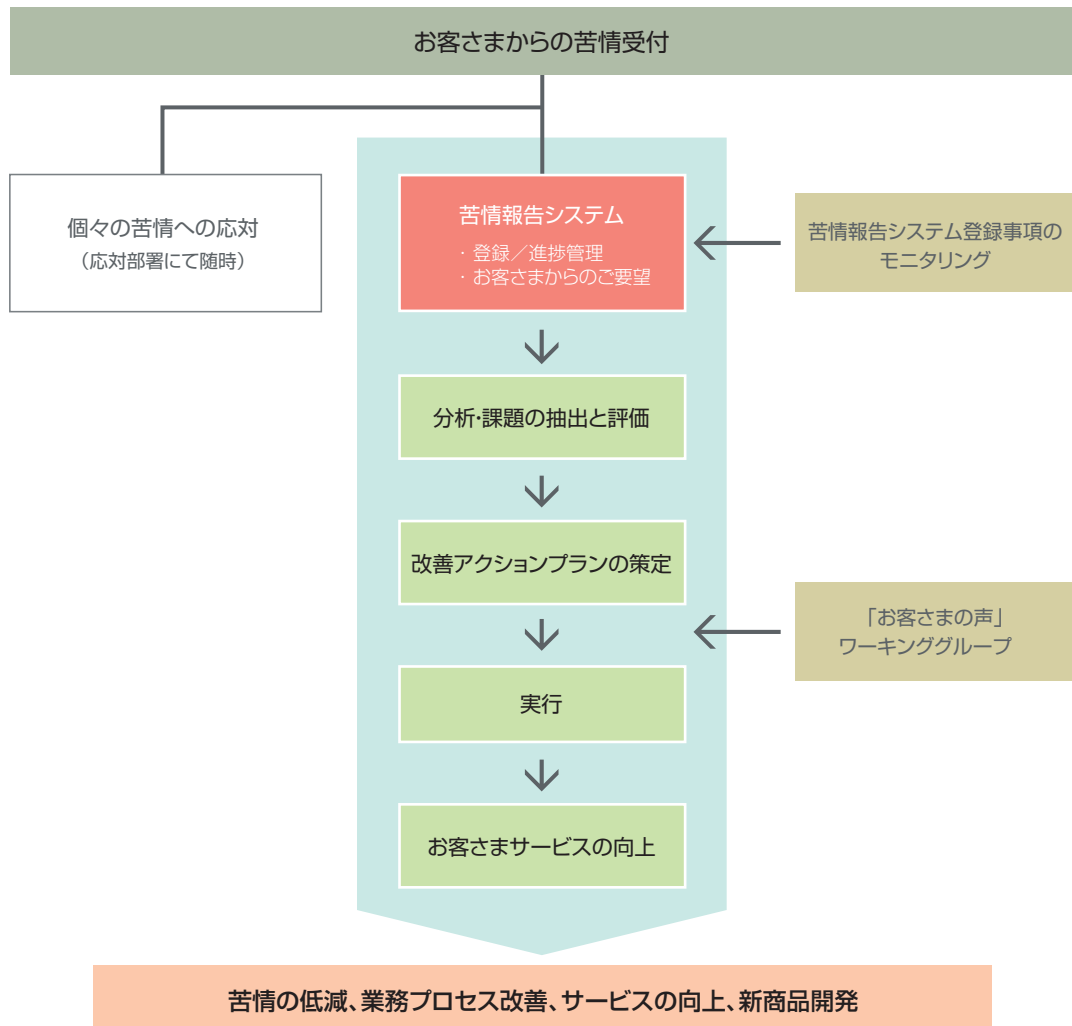 お客さまからの苦情受付
個々の苦情への応対
（応対部署にて随時）
苦情報告システム
・登録／進捗管理
・お客さまからのご要望
苦情報告システム登録事項の
モニタリング
分析・課題の抽出と評価
改善アクションプランの策定
「お客さまの声」
ワーキンググループ
実行
お客さまサービスの向上
苦情の低減、業務プロセス改善、サービスの向上、新商品開発